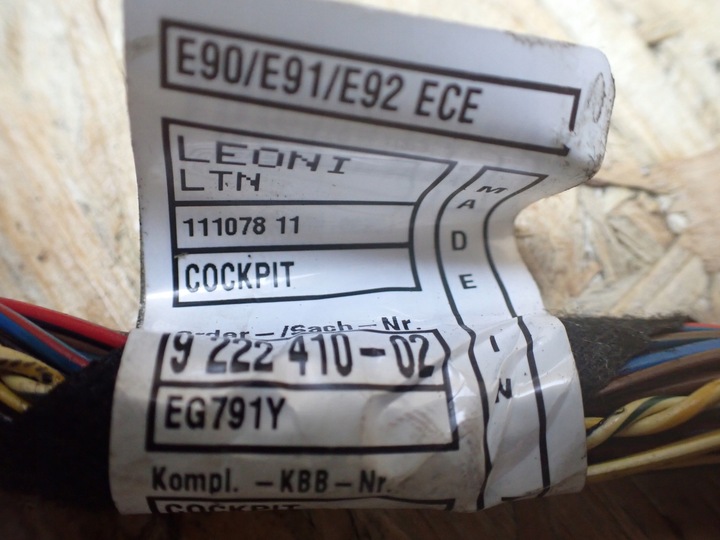 E90/E91/E92 ECE
LEONI
LTN
111078 11
COCKPIT
MADE IN
Order-/Sach-Nr.
9 222 410-02
EG791Y
Kompl. -KBB-Nr.
COCKPIT